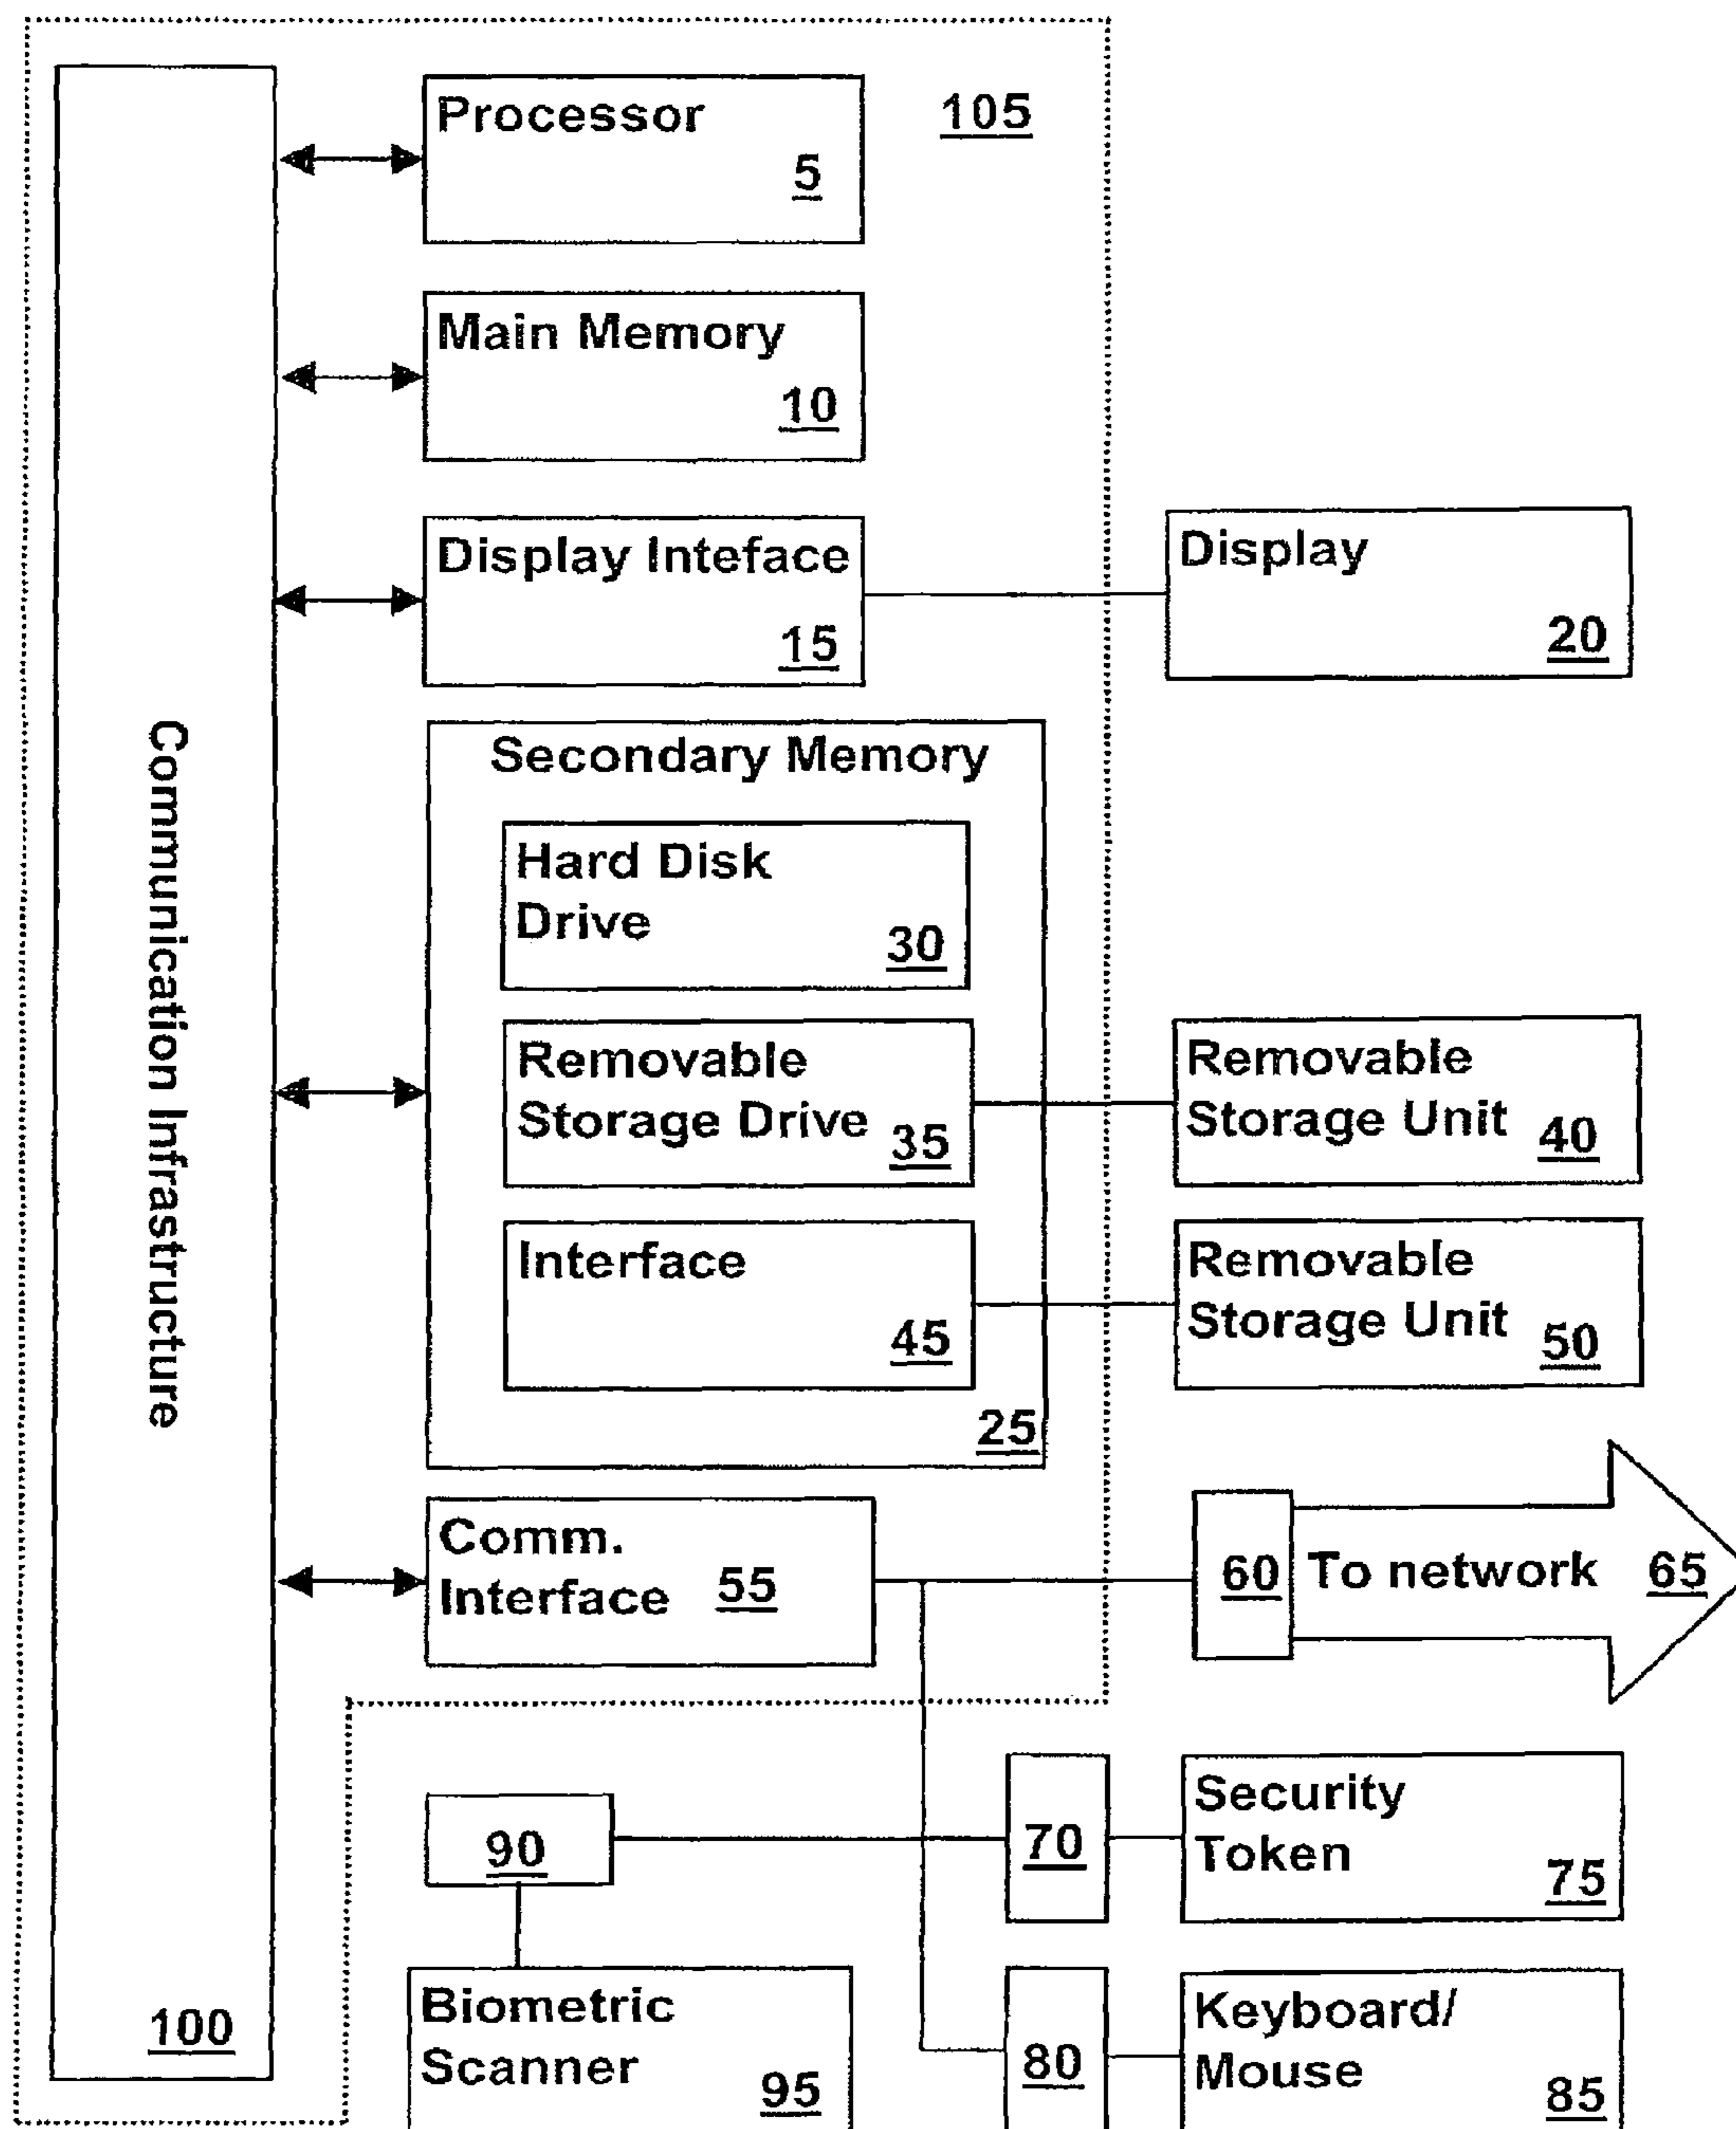 Processor
5
105
Main Memory
10
Display Inteface
15
Display
20
Communication Infrastructure
100
Secondary Memory
Hard Disk
Drive
30
Removable
Storage Drive
35
Removable
Storage Unit
40
Interface
45
Removable
Storage Unit
50
25
Comm.
Interface
55
60
To network
65
90
70
Security
Token
75
Biometric
Scanner
95
80
Keyboard/
Mouse
85